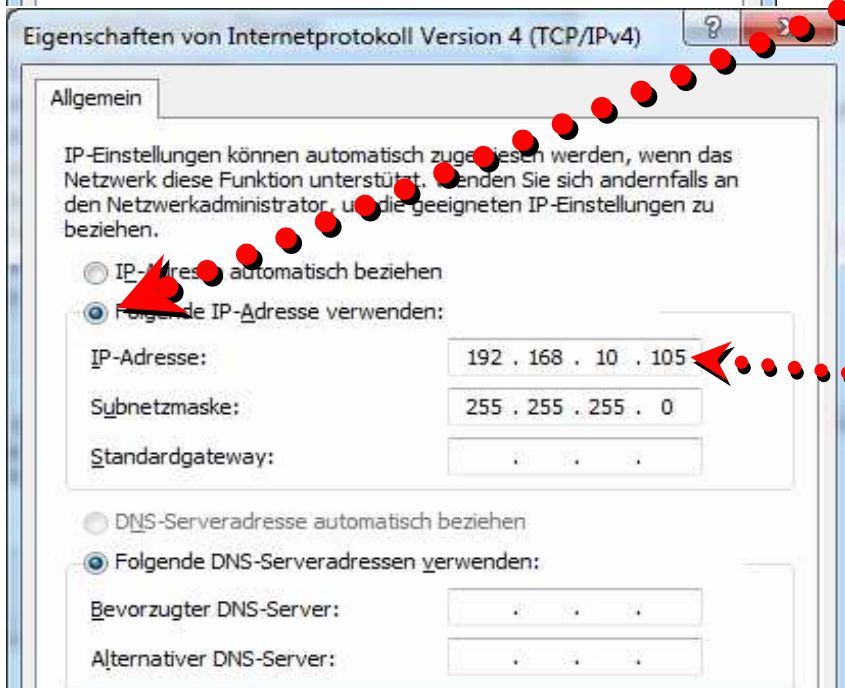 Eigenschaften von Internetprotokoll Version 4 (TCP/IPv4)
Allgemein
IP-Einstellungen können automatisch zugewiesen werden, wenn das
Netzwerk diese Funktion unterstützt. Wenden Sie sich andernfalls an
den Netzwerkadministrator, um die geeigneten IP-Einstellungen zu
beziehen.
IP-Adresse automatisch beziehen
Folgende IP-Adresse verwenden:
IP-Adresse: 192 . 168 . 10 . 105
Subnetzmaske: 255 . 255 . 255 . 0
Standardgateway: . . .
DNS-Serveradresse automatisch beziehen
Folgende DNS-Serveradressen verwenden:
Bevorzugter DNS-Server: . . .
Alternativer DNS-Server: . . .